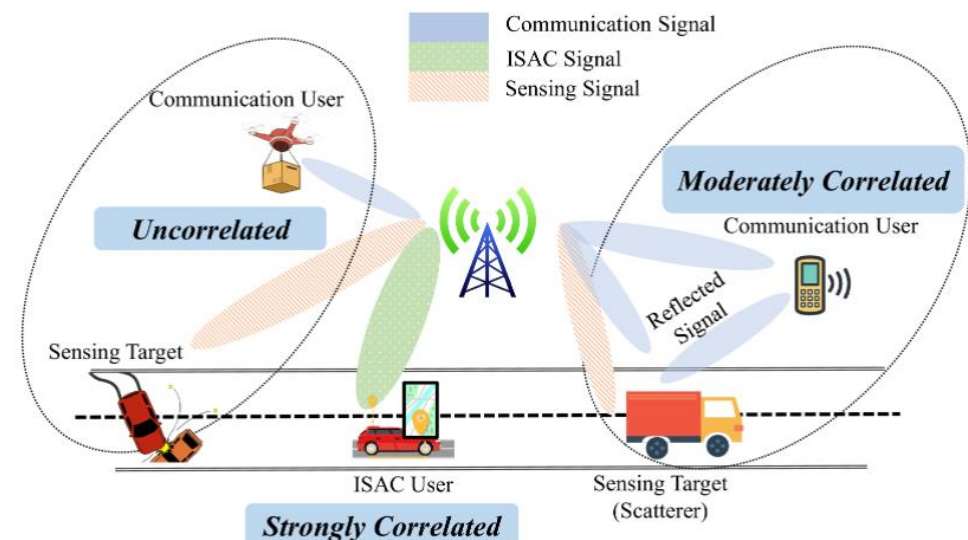 Communication Signal
ISAC Signal
Sensing Signal
Communication User
Uncorrelated
Moderately Correlated
Communication User
Reflected
Signal
Sensing Target
ISAC User
Sensing Target
(Scatterer)
Strongly Correlated